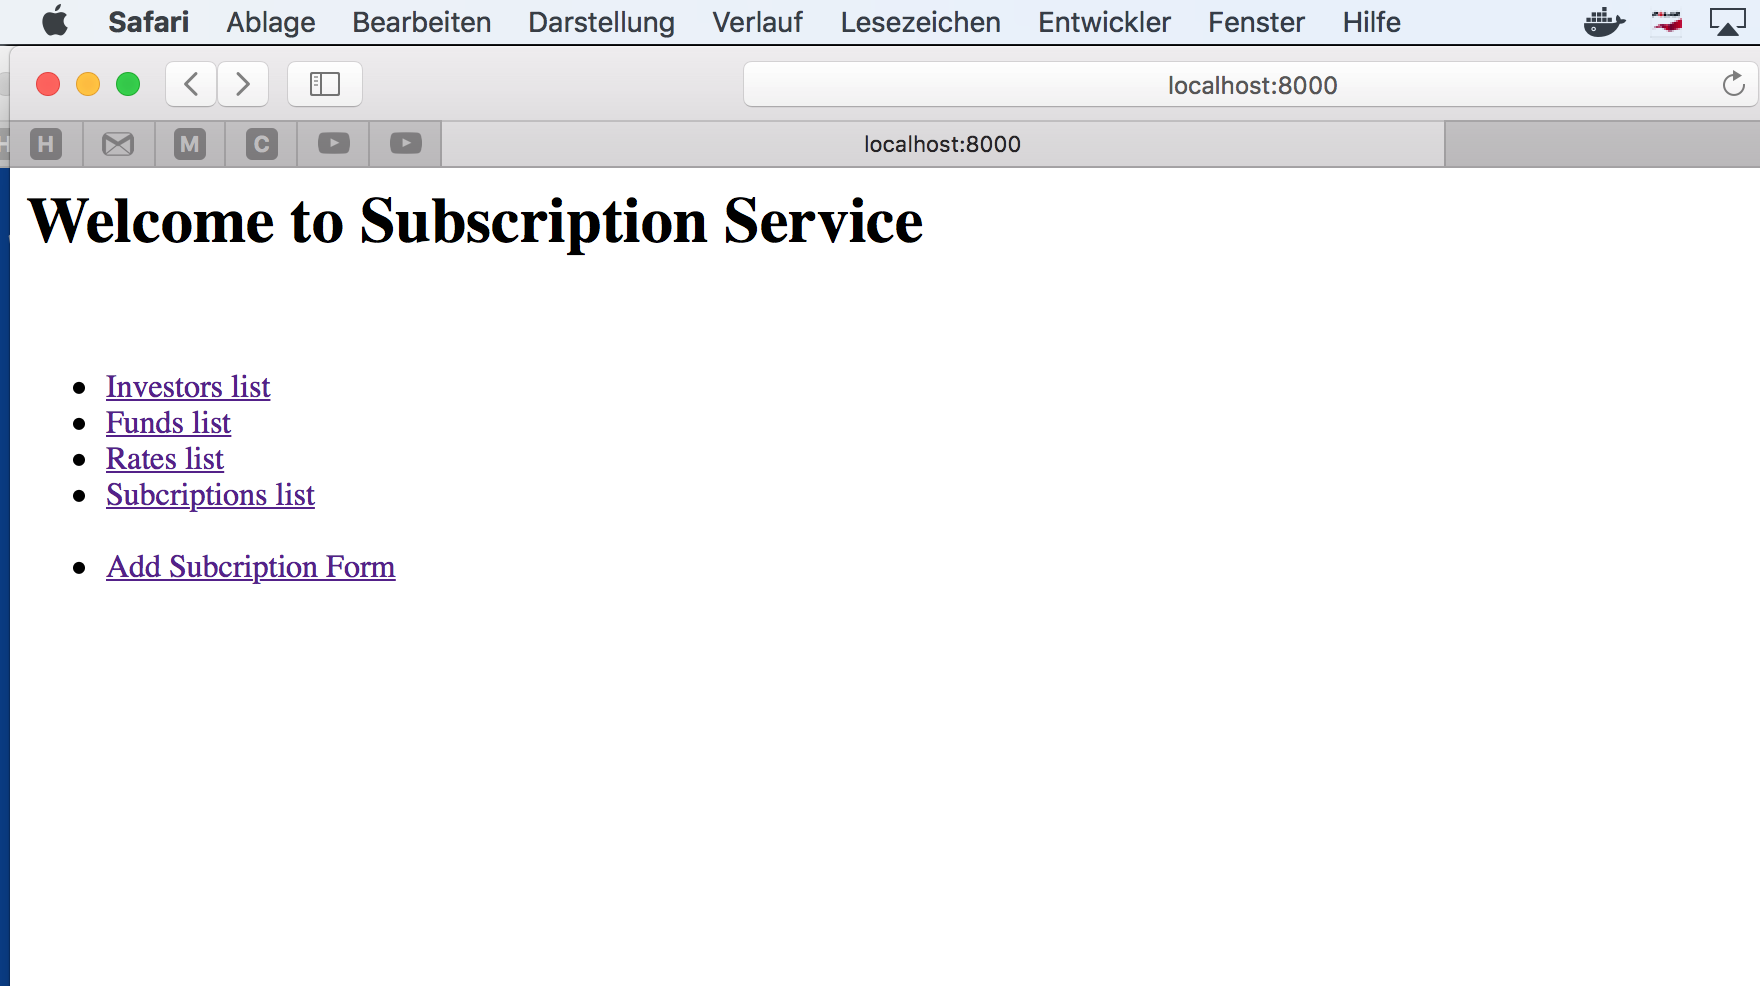 Safari Ablage Bearbeiten Darstellung Verlauf Lesezeichen Entwickler Fenster Hilfe
localhost:8000
H M C localhost:8000
Welcome to Subscription Service
Investors list
Funds list
Rates list
Subcriptions list
Add Subcription Form